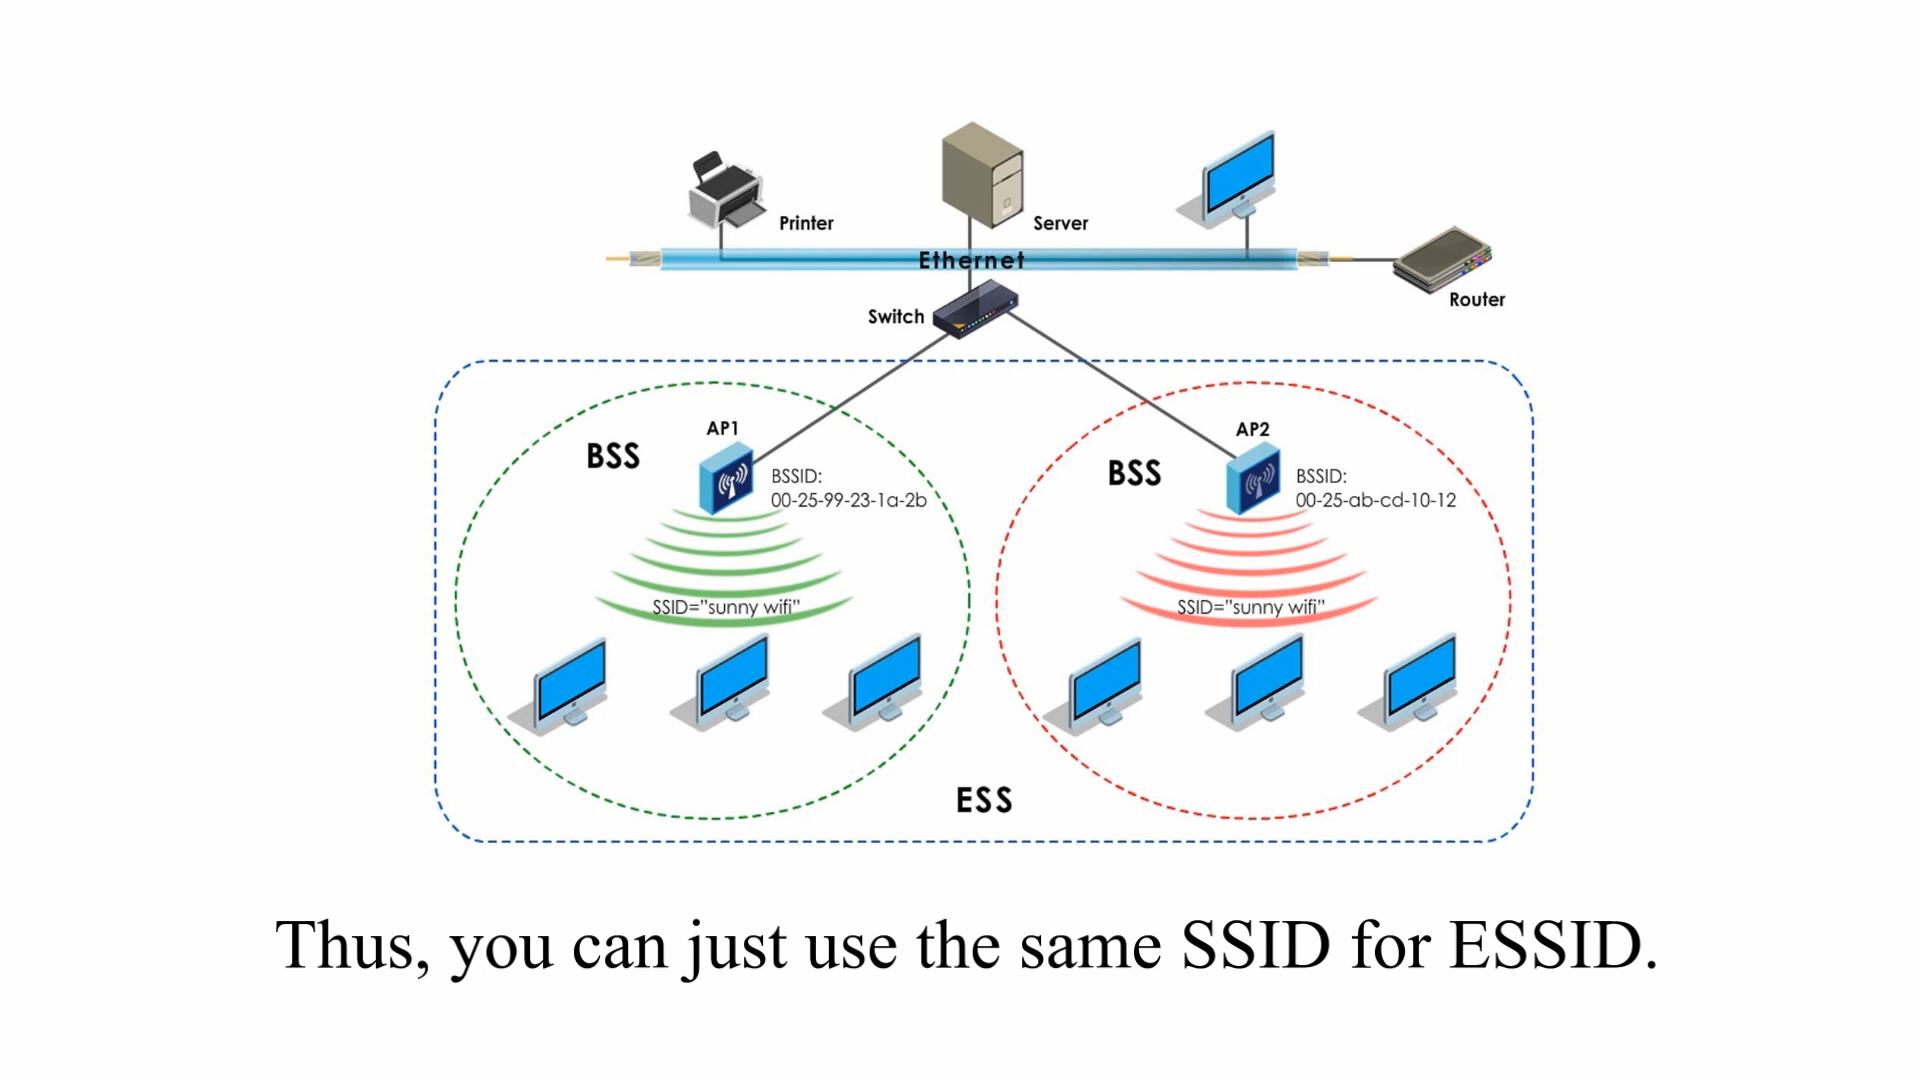 Printer
Server
Ethernet
Router
Switch
AP1
BSS
BSSID:
00-25-99-23-1a-2b
SSID="sunny wifi"
AP2
BSS
BSSID:
00-25-ab-cd-10-12
SSID="sunny wifi"
ESS
Thus, you can just use the same SSID for ESSID.